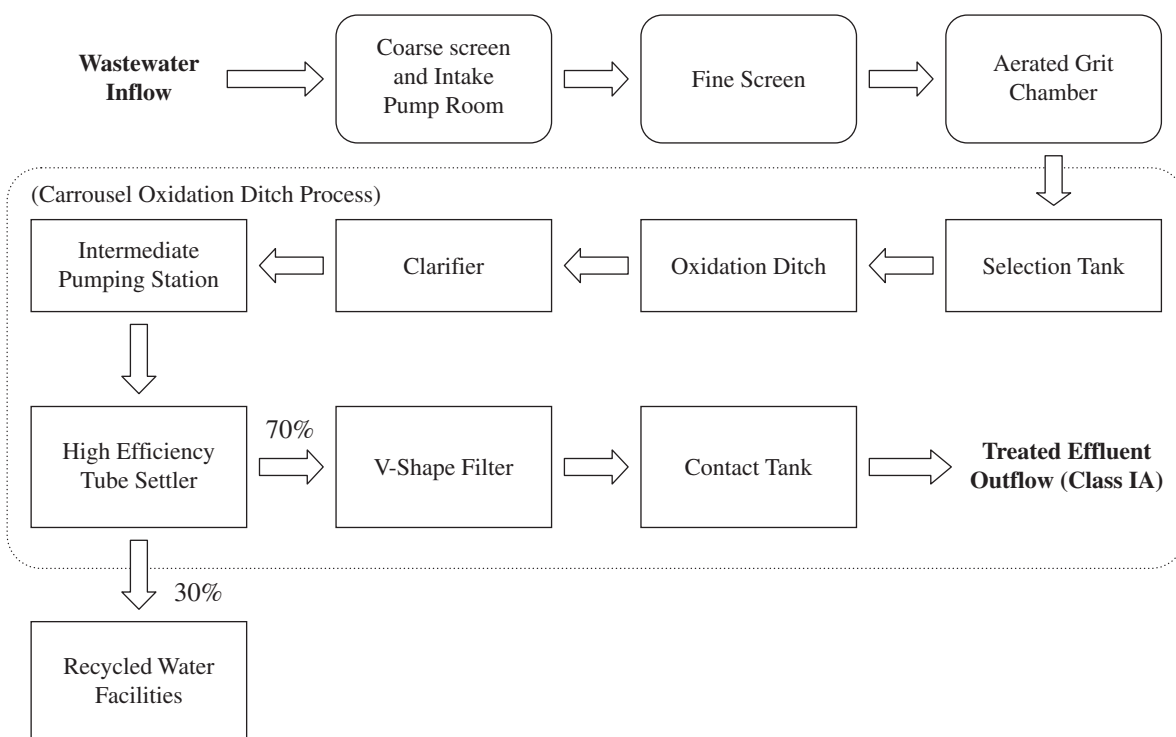 Wastewater
Inflow
Coarse screen
and Intake
Pump Room
Fine Screen
Aerated Grit
Chamber
(Carrousel Oxidation Ditch Process)
Intermediate
Pumping Station
Clarifier
Oxidation Ditch
Selection Tank
High Efficiency
Tube Settler
70%
V-Shape Filter
Contact Tank
Treated Effluent
Outflow (Class IA)
30%
Recycled Water
Facilities